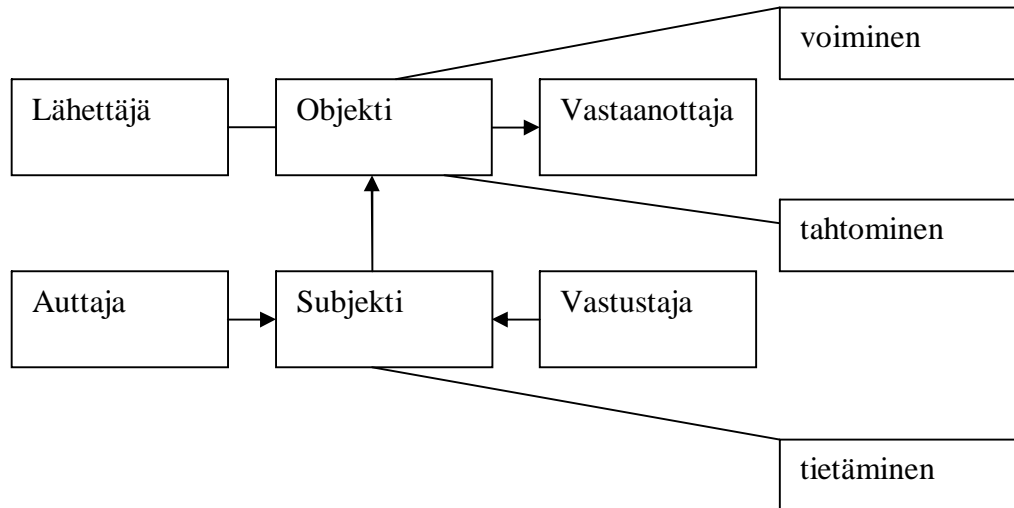 voiminen
Lähettäjä
Objekti
Vastaanottaja
tahtominen
Auttaja
Subjekti
Vastustaja
tietäminen